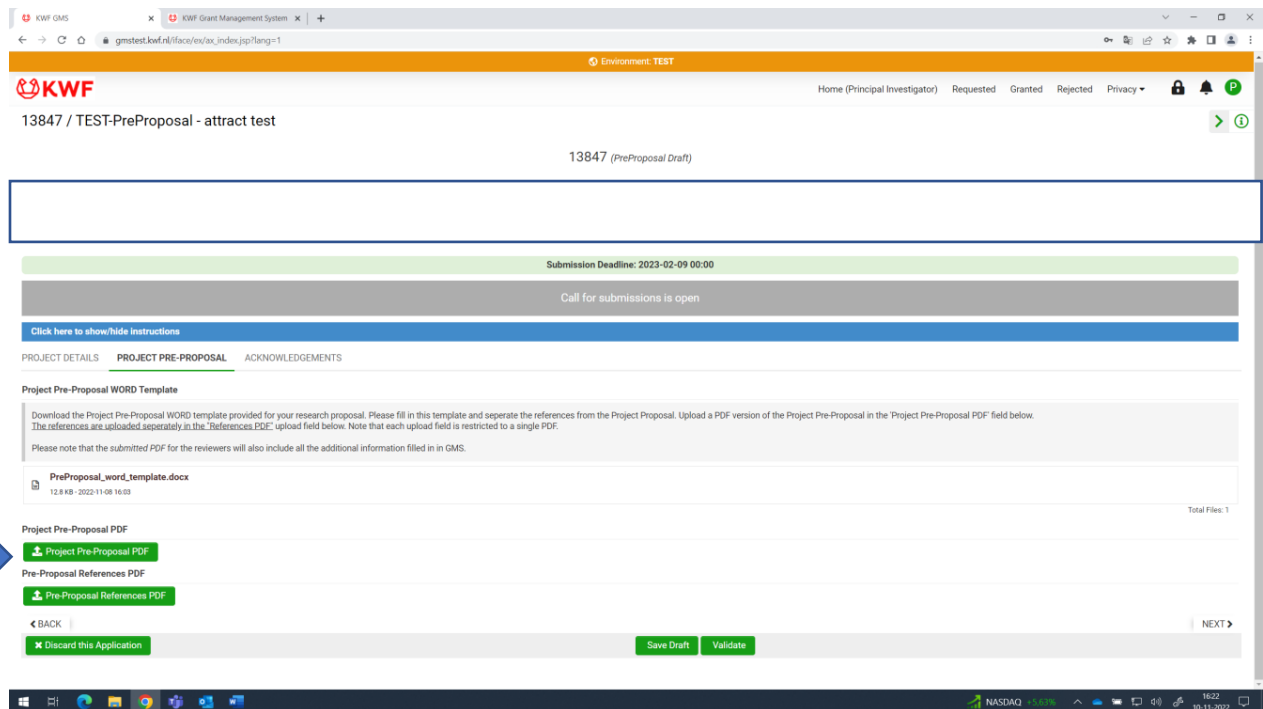 KWF GMS
KWF Grant Management System
gmstest.kwf.nl/iface/ex/ax_index.jsp?lang=1
Environment: TEST
KWF
Home (Principal Investigator) Requested Granted Rejected Privacy P
13847 / TEST-PreProposal - attract test
13847 (PreProposal Draft)
Submission Deadline: 2023-02-09 00:00
Call for submissions is open
Click here to show/hide instructions
PROJECT DETAILS PROJECT PRE-PROPOSAL ACKNOWLEDGEMENTS
Project Pre-Proposal WORD Template
Download the Project Pre-Proposal WORD template provided for your research proposal. Please fill in this template and seperate the references from the Project Proposal. Upload a PDF version of the Project Pre-Proposal in the 'Project Pre-Proposal PDF' field below.
The references are uploaded seperately in the "References PDF" upload field below. Note that each upload field is restricted to a single PDF.
Please note that the submitted PDF for the reviewers will also include all the additional information filled in in GMS.
PreProposal_word_template.docx
12.8 KB - 2022-11-08 16:03
Total Files: 1
Project Pre-Proposal PDF
Project Pre-Proposal PDF
Pre-Proposal References PDF
Pre-Proposal References PDF
BACK
NEXT
Discard this Application Save Draft Validate
NASDAQ +5,63% 16:22
10-11-2022